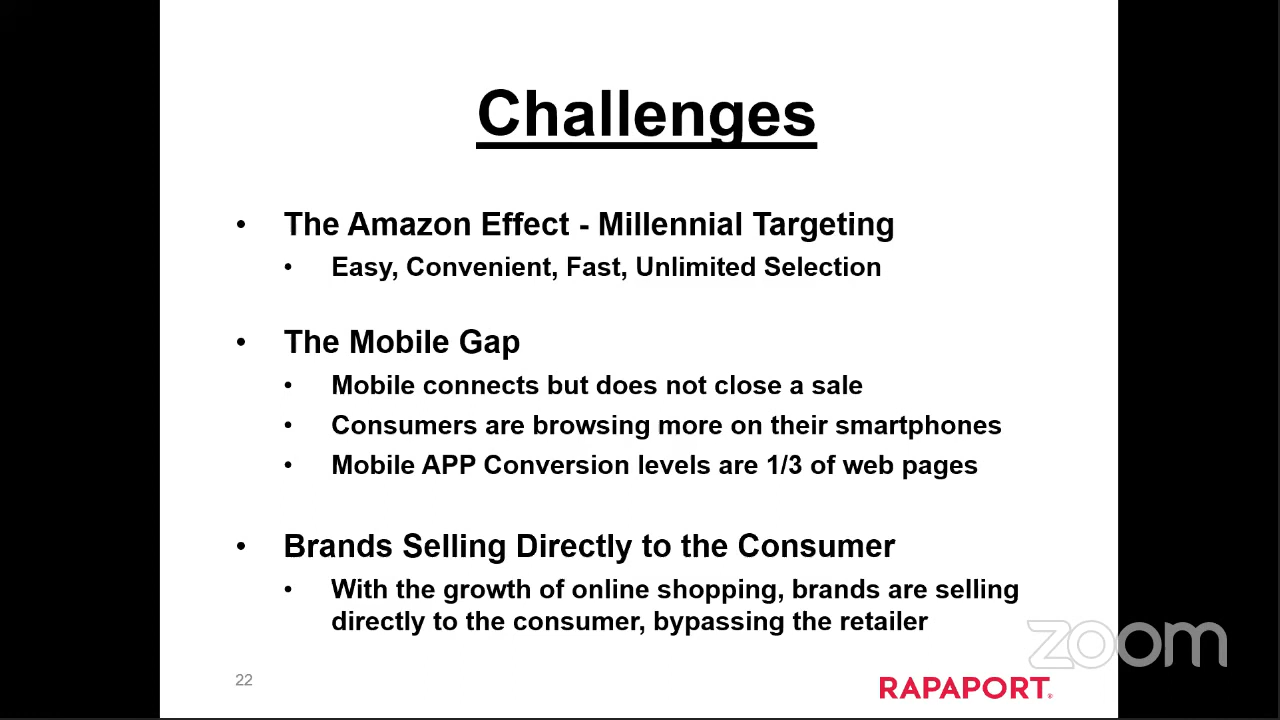 Challenges
• The Amazon Effect - Millennial Targeting
• Easy, Convenient, Fast, Unlimited Selection
• The Mobile Gap
• Mobile connects but does not close a sale
• Consumers are browsing more on their smartphones
• Mobile APP Conversion levels are 1/3 of web pages
• Brands Selling Directly to the Consumer
• With the growth of online shopping, brands are selling
directly to the consumer, bypassing the retailer
zoom
22
RAPAPORT®